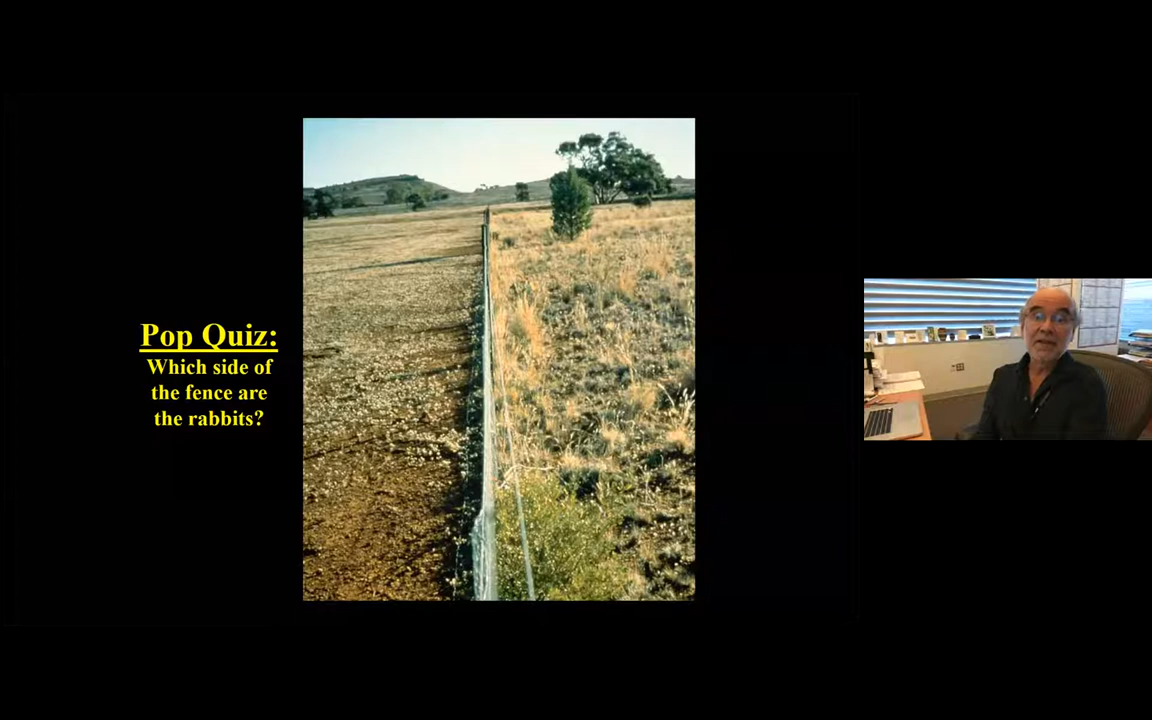 Pop Quiz:
Which side of
the fence are
the rabbits?